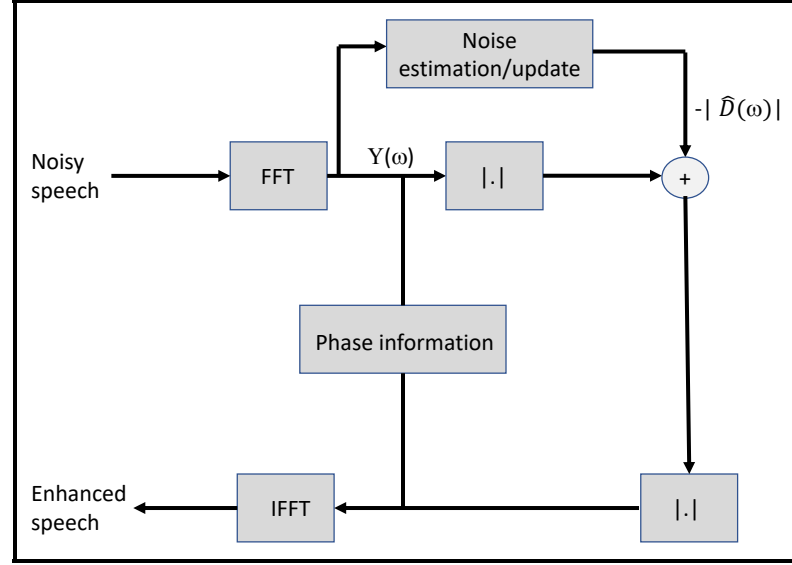 Noise
estimation/update
-| D̂(ω)|
Noisy
speech
FFT
Y(ω)
|.|
+
Phase information
Enhanced
speech
IFFT
|.|